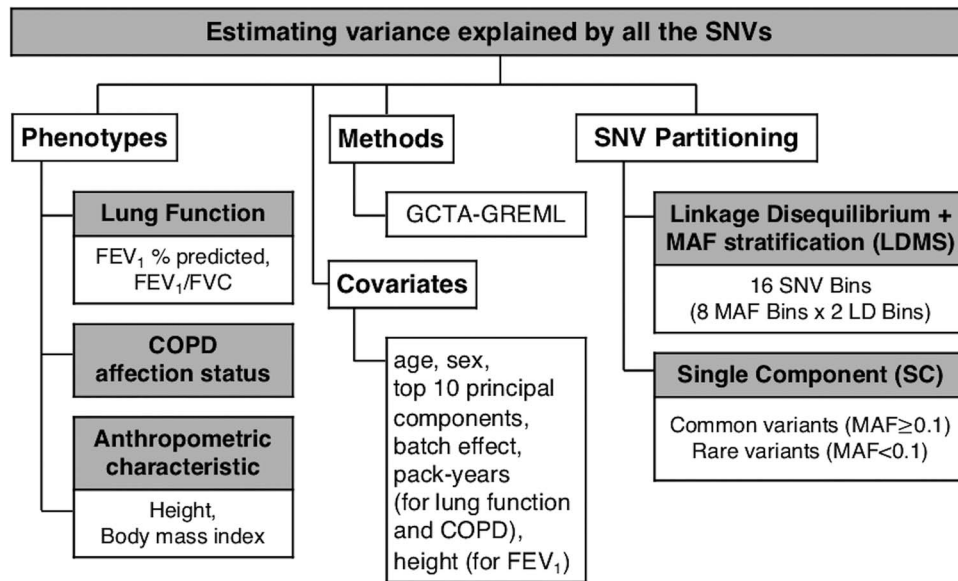 Estimating variance explained by all the SNVs
Phenotypes
Lung Function
FEV₁ % predicted,
FEV₁/FVC
COPD
affection status
Anthropometric
characteristic
Height,
Body mass index
Methods
GCTA-GREML
Covariates
age, sex,
top 10 principal
components,
batch effect,
pack-years
(for lung function
and COPD),
height (for FEV₁)
SNV Partitioning
Linkage Disequilibrium +
MAF stratification (LDMS)
16 SNV Bins
(8 MAF Bins x 2 LD Bins)
Single Component (SC)
Common variants (MAF≥0.1)
Rare variants (MAF<0.1)